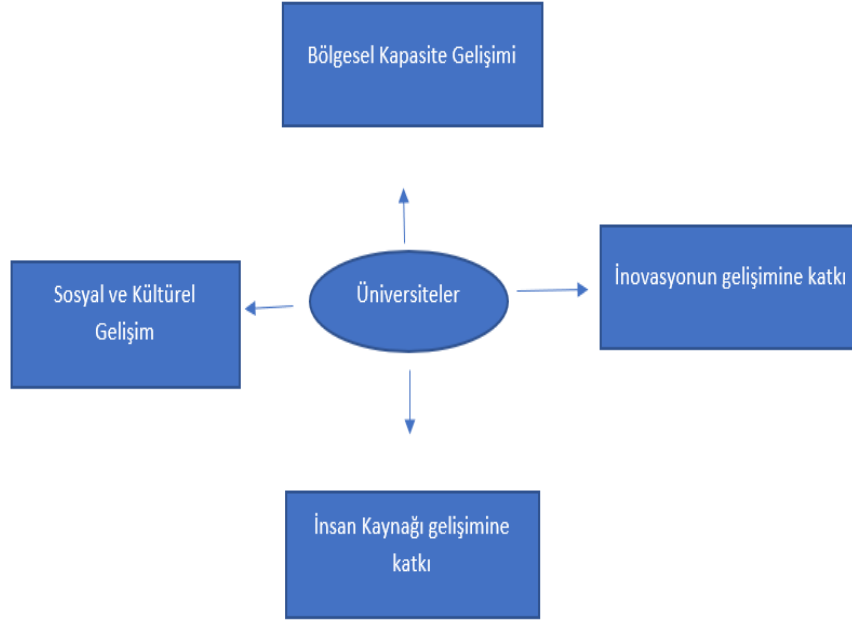 Bölgesel Kapasite Gelişimi
Sosyal ve Kültürel
Gelişim
Üniversiteler
İnovasyonun gelişimine katkı
İnsan Kaynağı gelişimine
katkı